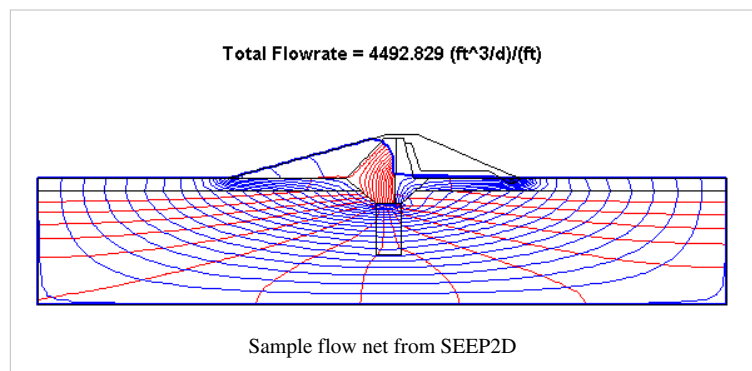 Total Flowrate = 4492.829 (ft^3/d)/(ft)
Sample flow net from SEEP2D